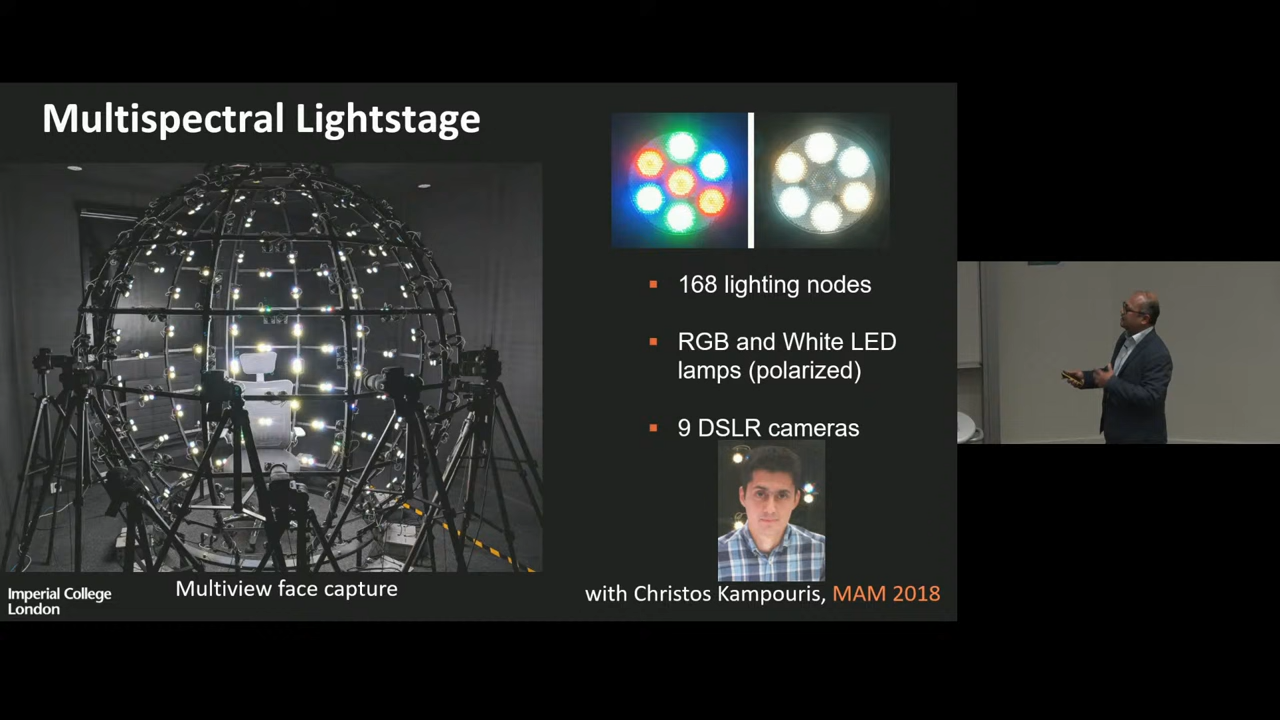 Multispectral Lightstage
168 lighting nodes
RGB and White LED
lamps (polarized)
9 DSLR cameras
Multiview face capture
Imperial College
London
with Christos Kampouris, MAM 2018